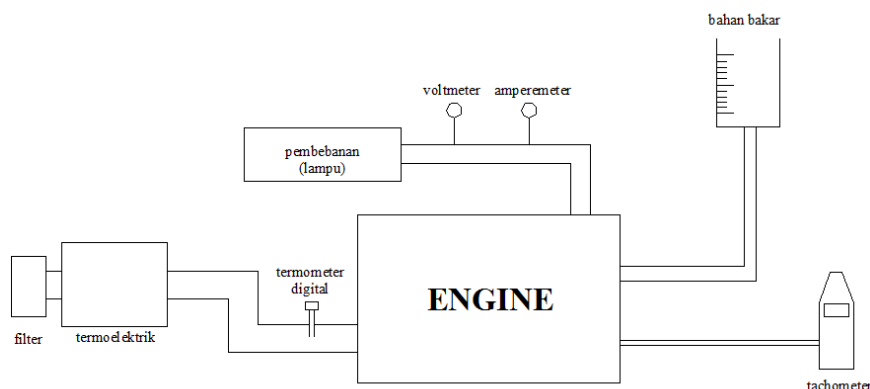 bahan bakar
voltmeter
amperemeter
pembebanan
(lampu)
termometer
digital
ENGINE
filter
termoelektrik
tachometer